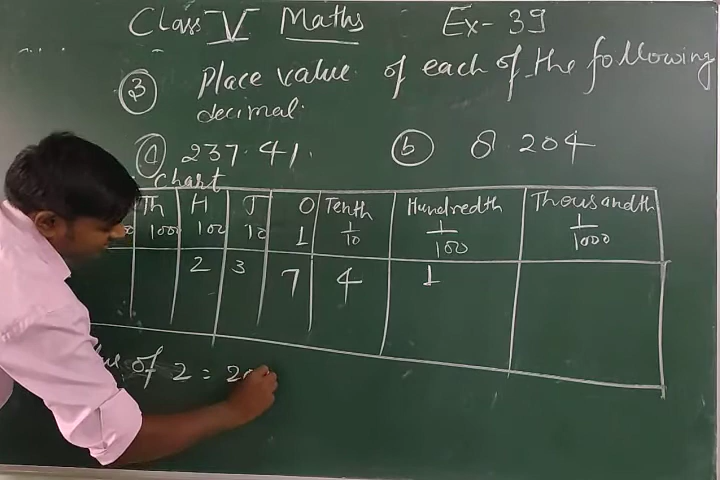 Class V Maths Ex-39
③ Place value of each of the following
decimal.
ⓐ 237.41. ⓑ 8.204
Chart
Th H T O Tenth Hundredth Thousandth
1000 100 10 1 1/10 1/100 1/1000
2 3 7 4 1
of 2 = 20